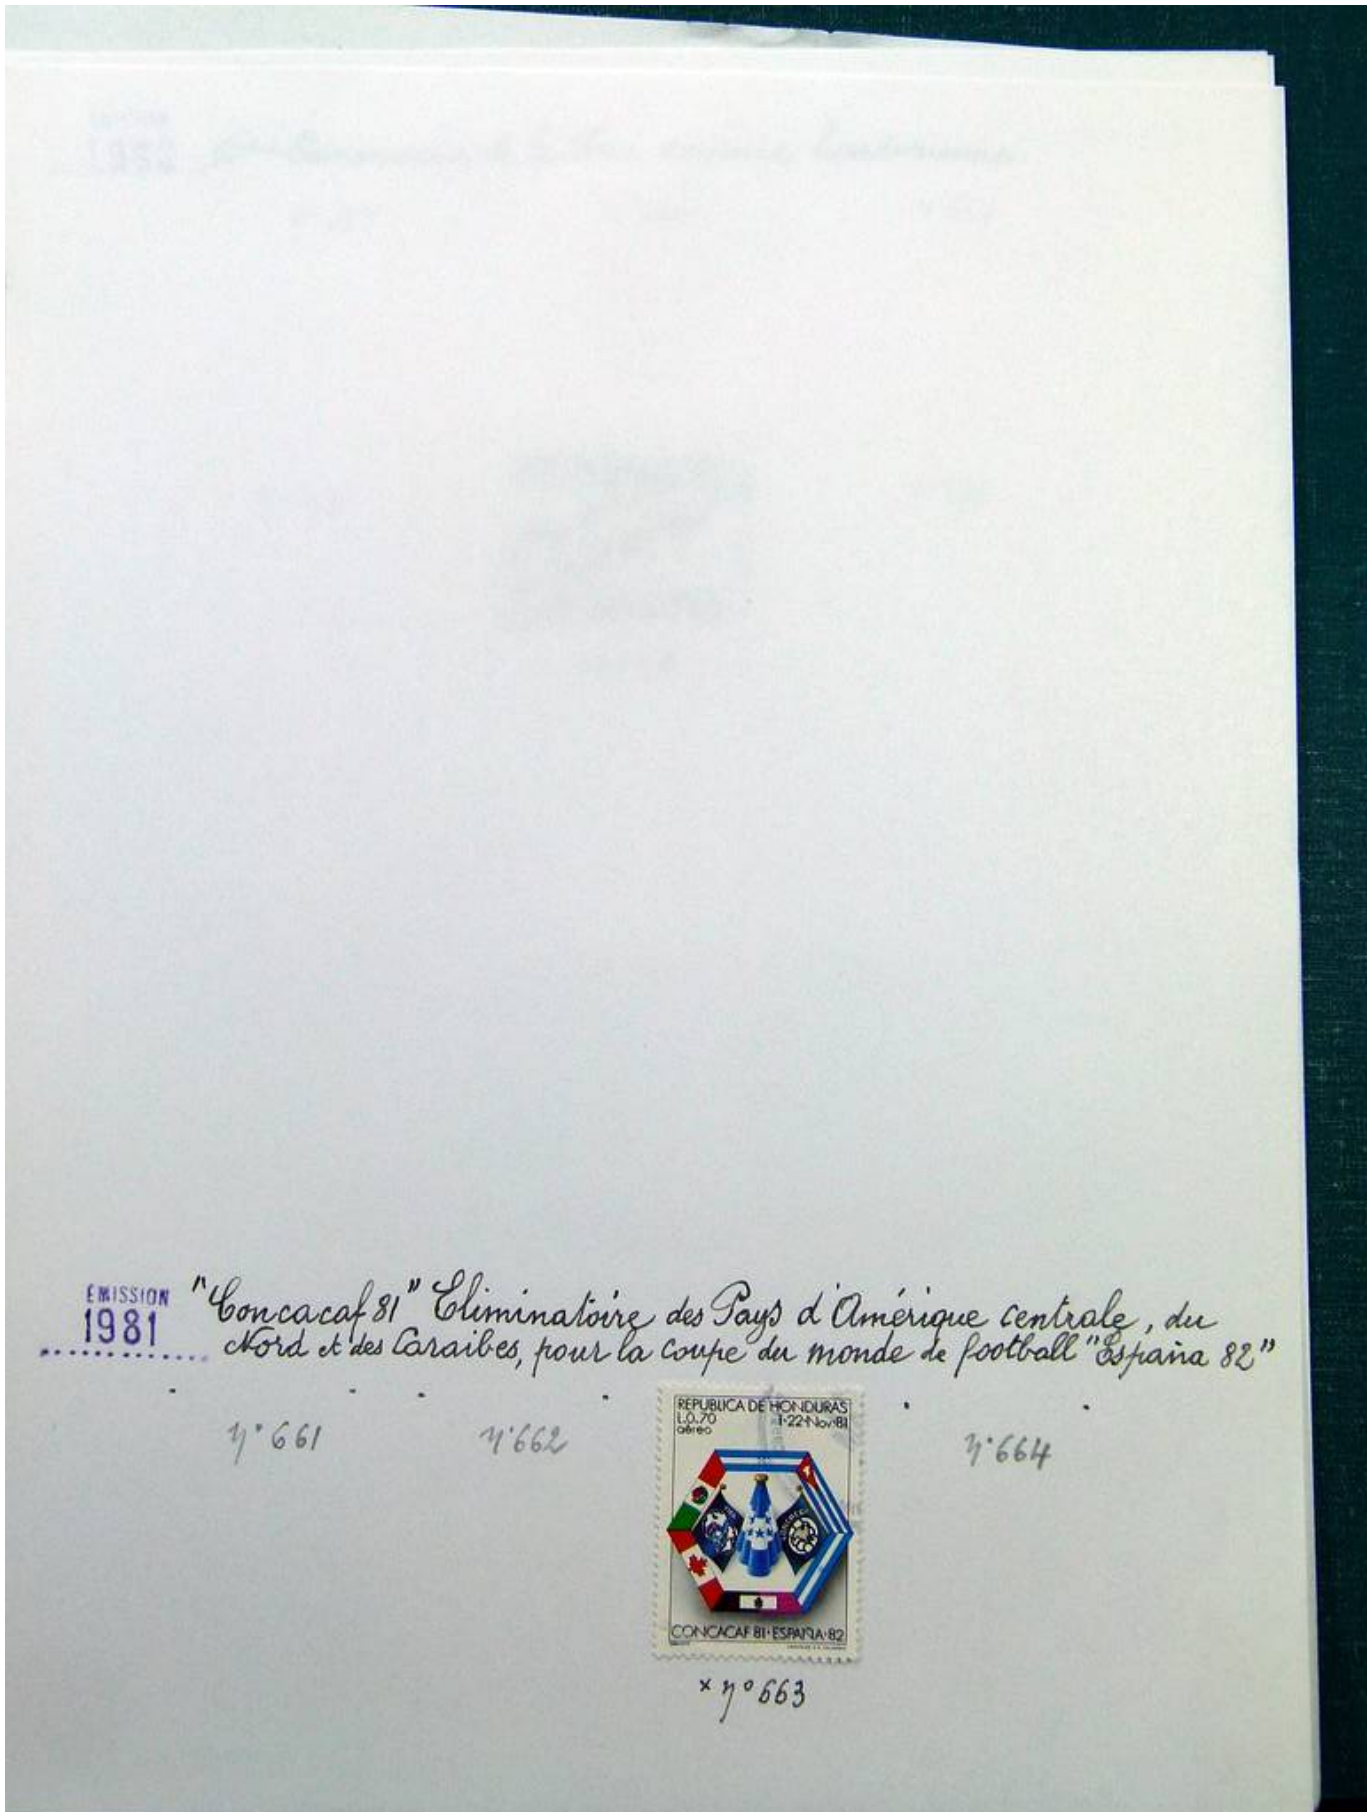 ÉMISSION
1981
"Concacaf 81" Eliminatoire des Pays d'Amérique centrale, du
Nord et des Caraibes, pour la coupe du monde de football "España 82"
n° 661
n° 662
n° 664
REPUBLICA DE HONDURAS
L.0.70
1-22-Nov-81
aéreo
CONCACAF 81·ESPAÑA·82
x n° 663